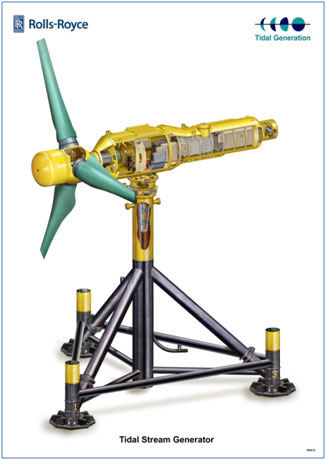 Rolls-Royce
Tidal Generation
Tidal Stream Generator